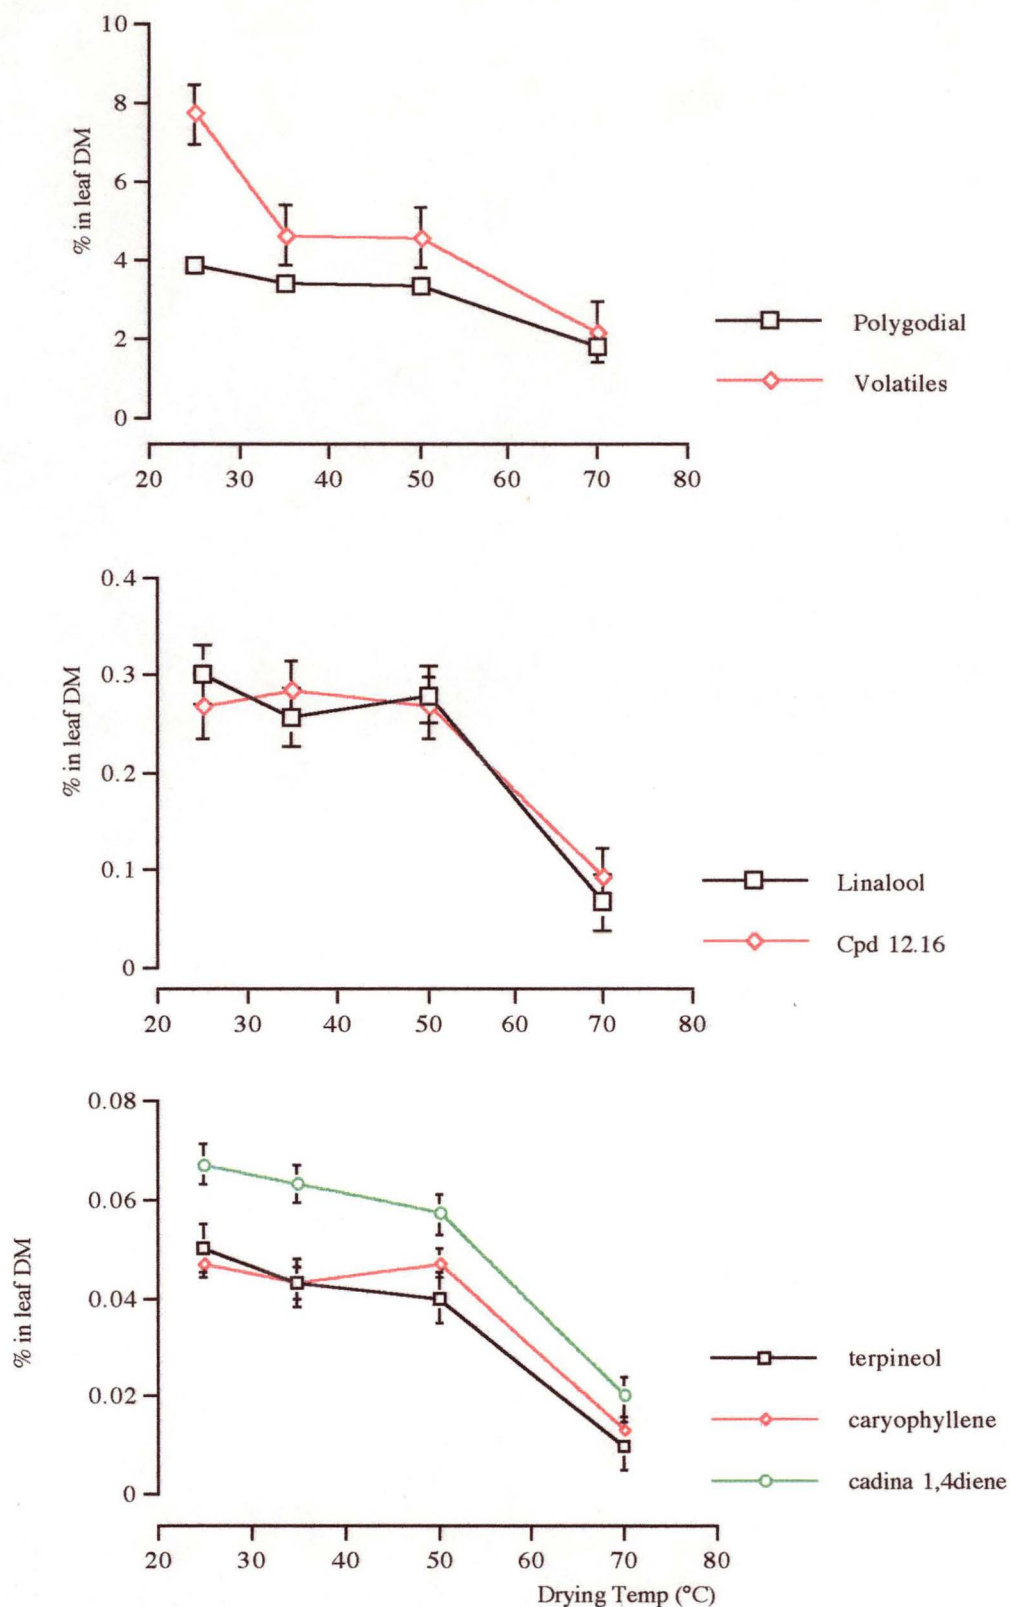 10
8
6
4
2
0
% in leaf DM
20 30 40 50 60 70 80
Polygodial
Volatiles
0.4
0.3
0.2
0.1
0
% in leaf DM
20 30 40 50 60 70 80
Linalool
Cpd 12.16
0.08
0.06
0.04
0.02
0
% in leaf DM
20 30 40 50 60 70 80
Drying Temp (°C)
terpineol
caryophyllene
cadina 1,4diene